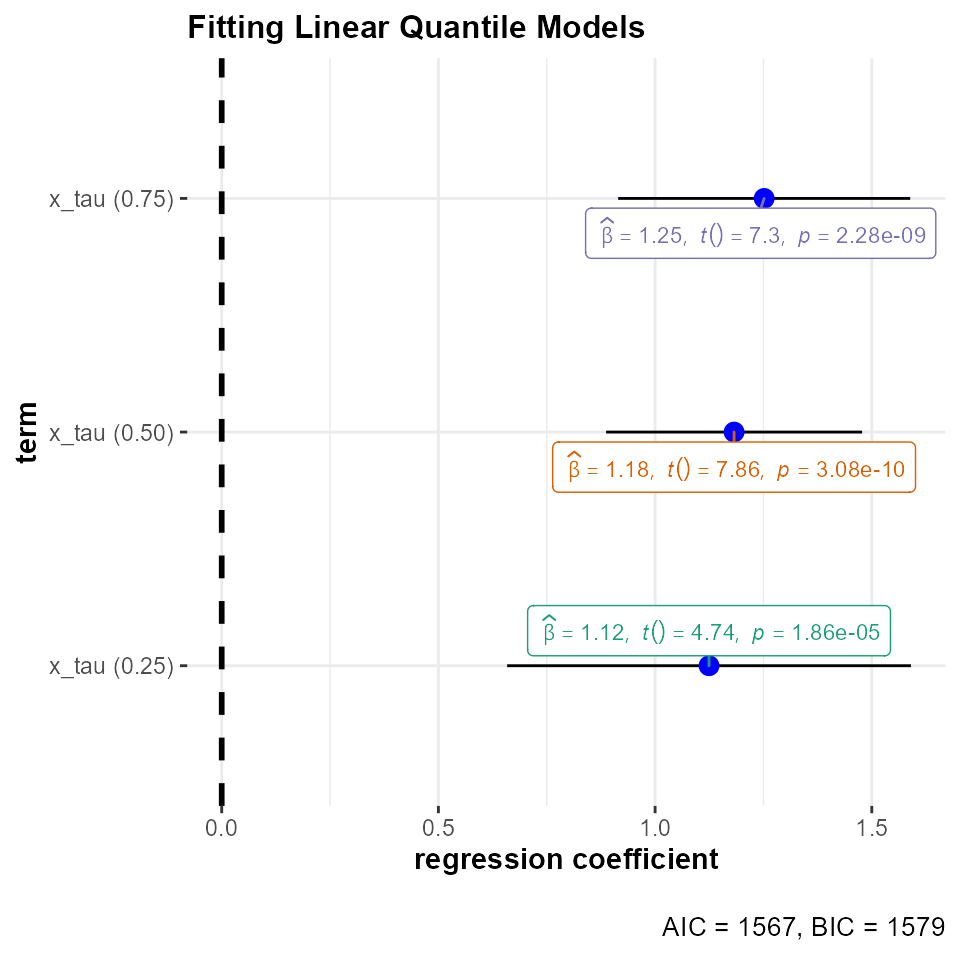 Fitting Linear Quantile Models
term
x_tau (0.75)
β̂ = 1.25, t() = 7.3, p = 2.28e-09
x_tau (0.50)
β̂ = 1.18, t() = 7.86, p = 3.08e-10
β̂ = 1.12, t() = 4.74, p = 1.86e-05
x_tau (0.25)
0.0 0.5 1.0 1.5
regression coefficient
AIC = 1567, BIC = 1579